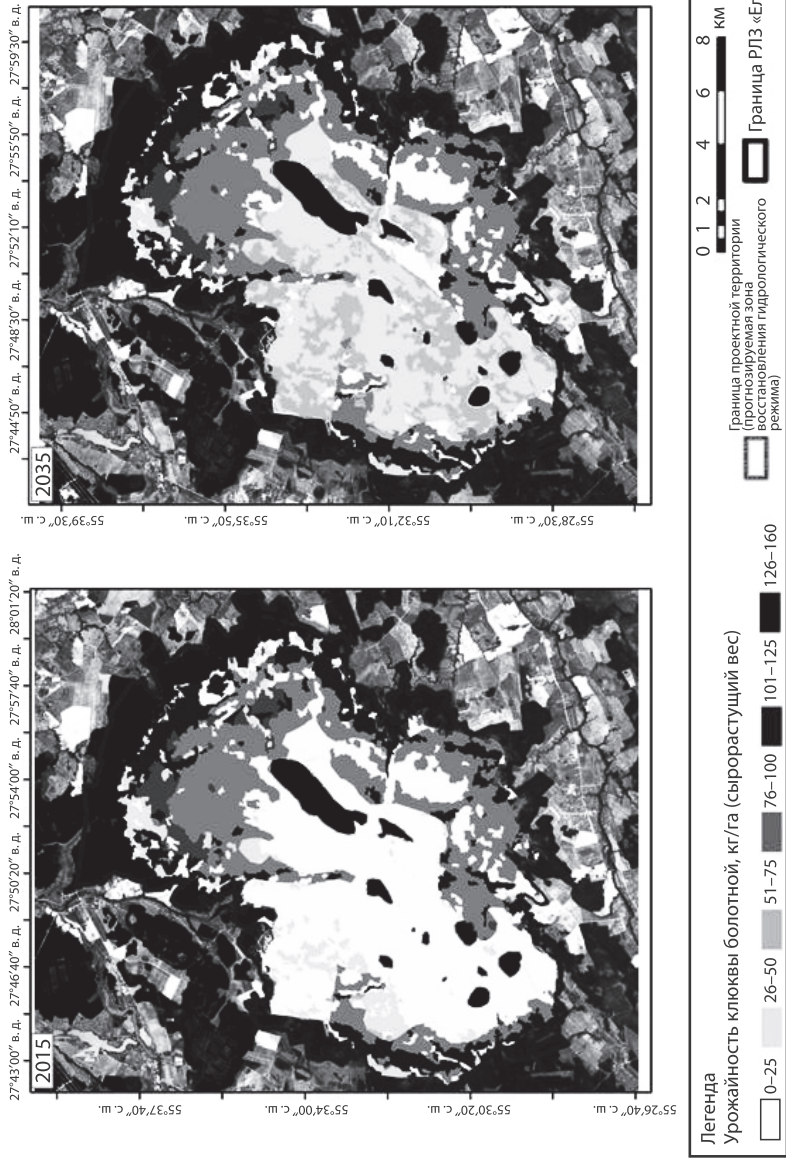 2015
27°43′00″ в. д. 27°46′40″ в. д. 27°50′20″ в. д. 27°54′00″ в. д. 27°57′40″ в. д. 28°01′20″ в. д.
55°37′40″ с. ш.
55°34′00″ с. ш.
55°30′20″ с. ш.
55°26′40″ с. ш.
2035
27°44′50″ в. д. 27°48′30″ в. д. 27°52′10″ в. д. 27°55′50″ в. д. 27°59′30″ в. д.
55°39′30″ с. ш.
55°35′50″ с. ш.
55°32′10″ с. ш.
55°28′30″ с. ш.
Легенда
Урожайность клюквы болотной, кг/га (сырорастущий вес)
0–25 26–50 51–75 76–100 101–125 126–160
0 1 2 4 6 8 км
Граница проектной территории
(прогнозируемая зона
восстановления гидрологического
режима)
Граница РЛЗ «Ел